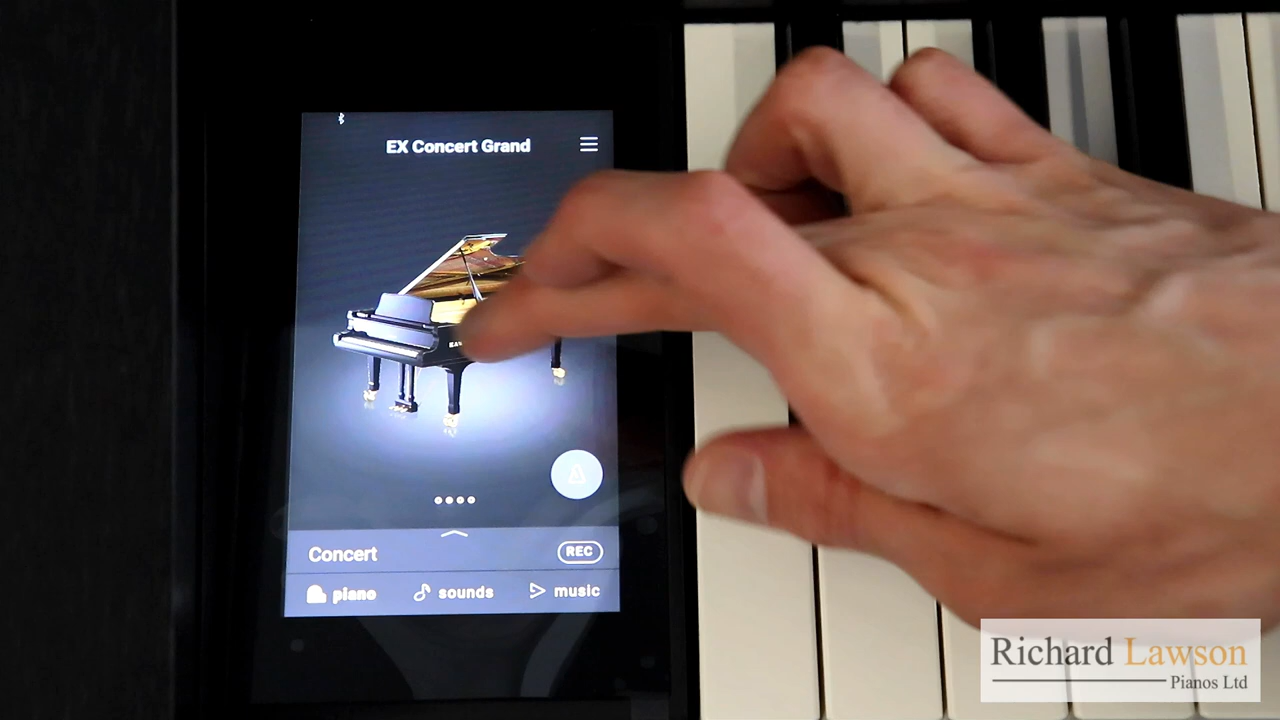 EX Concert Grand
Concert
REC
piano
sounds
music
Richard Lawson
Pianos Ltd